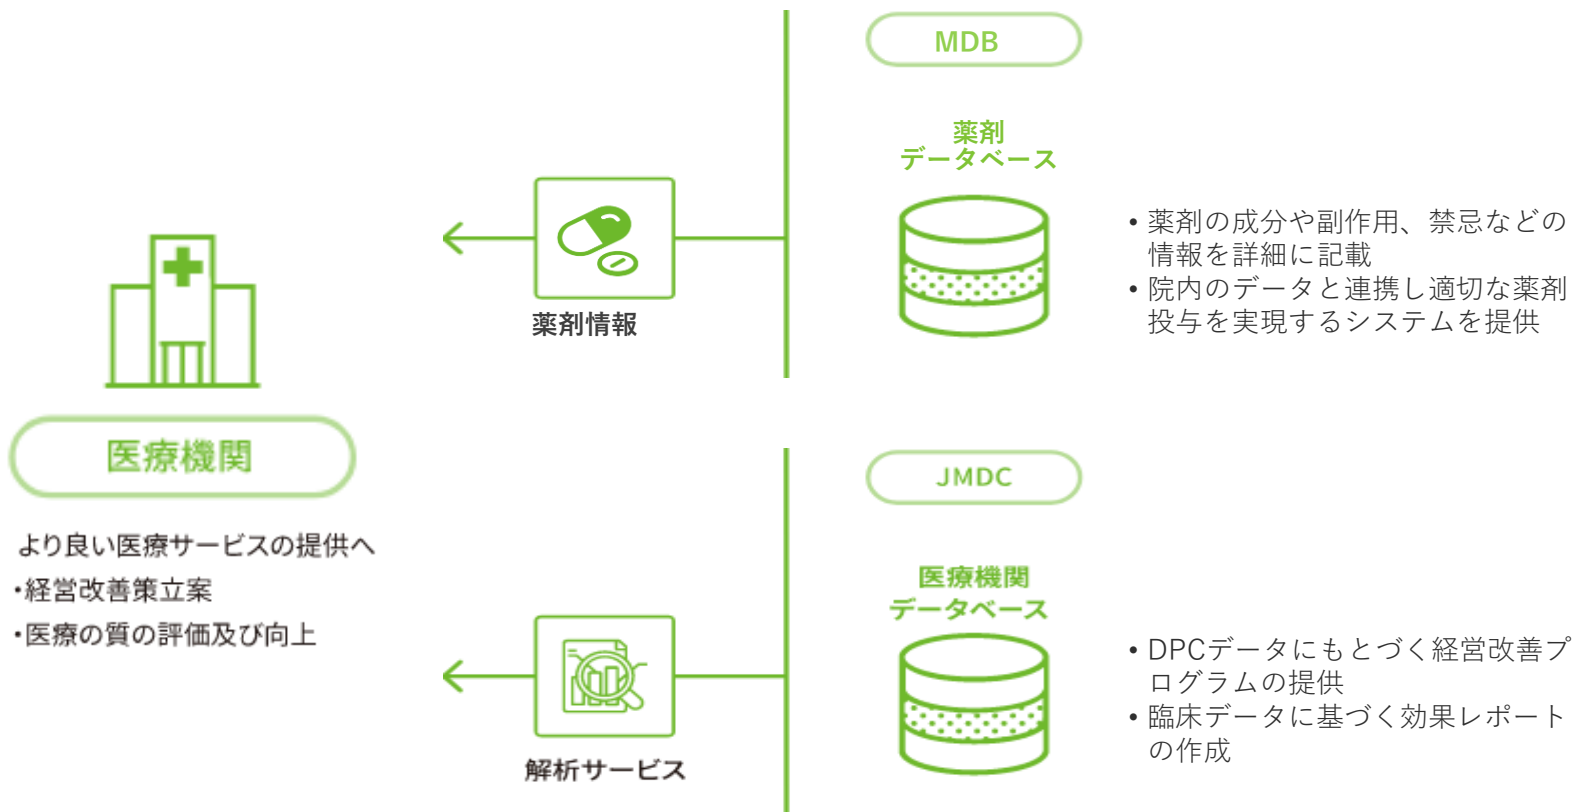 MDB
薬剤
データベース
薬剤情報
• 薬剤の成分や副作用、禁忌などの
情報を詳細に記載
• 院内のデータと連携し適切な薬剤
投与を実現するシステムを提供
医療機関
より良い医療サービスの提供へ
・経営改善策立案
・医療の質の評価及び向上
JMDC
医療機関
データベース
解析サービス
• DPCデータにもとづく経営改善プ
ログラムの提供
• 臨床データに基づく効果レポート
の作成